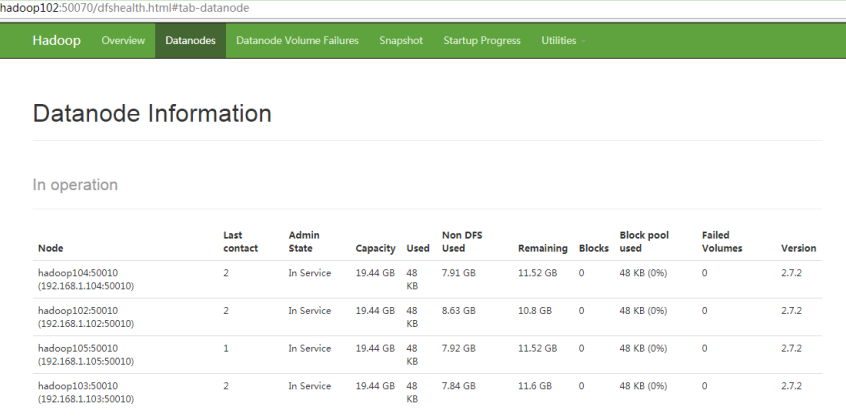 hadoop102:50070/dfshealth.html#tab-datanode
Hadoop Overview Datanodes Datanode Volume Failures Snapshot Startup Progress Utilities
Datanode Information
In operation
Node Last contact Admin State Capacity Used Non DFS Used Remaining Blocks Block pool used Failed Volumes Version
hadoop104:50010 2 In Service 19.44 GB 48 KB 7.91 GB 11.52 GB 0 48 KB (0%) 0 2.7.2
(192.168.1.104:50010)
hadoop102:50010 2 In Service 19.44 GB 48 KB 8.63 GB 10.8 GB 0 48 KB (0%) 0 2.7.2
(192.168.1.102:50010)
hadoop105:50010 1 In Service 19.44 GB 48 KB 7.92 GB 11.52 GB 0 48 KB (0%) 0 2.7.2
(192.168.1.105:50010)
hadoop103:50010 2 In Service 19.44 GB 48 KB 7.84 GB 11.6 GB 0 48 KB (0%) 0 2.7.2
(192.168.1.103:50010)